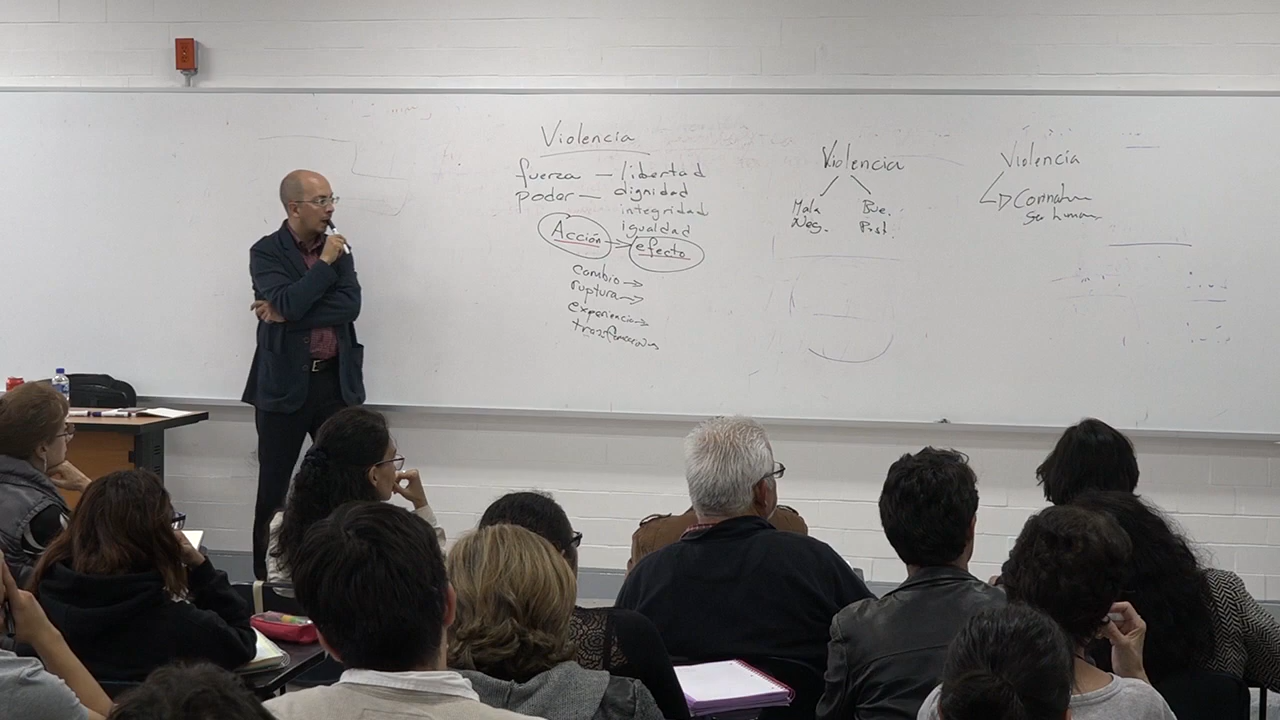 Violencia
fuerza — libertad
poder — dignidad
integridad
igualdad
Acción → efecto
cambio →
ruptura →
experiencia →
Violencia
Mala Bue.
Neg. Posit.
Violencia
Ser humano